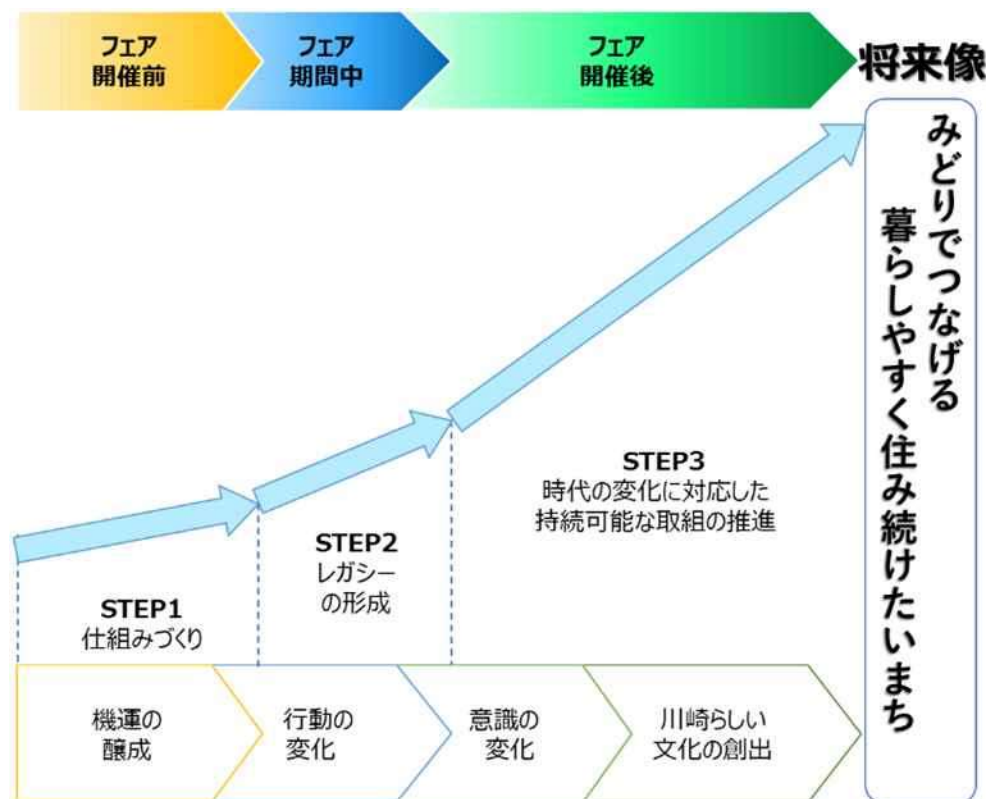 フェア
開催前
フェア
期間中
フェア
開催後
将来像
みどりでつなげる
暮らしやすく住み続けたいまち
STEP1
仕組みづくり
STEP2
レガシー
の形成
STEP3
時代の変化に対応した
持続可能な取組の推進
機運の
醸成
行動の
変化
意識の
変化
川崎らしい
文化の創出